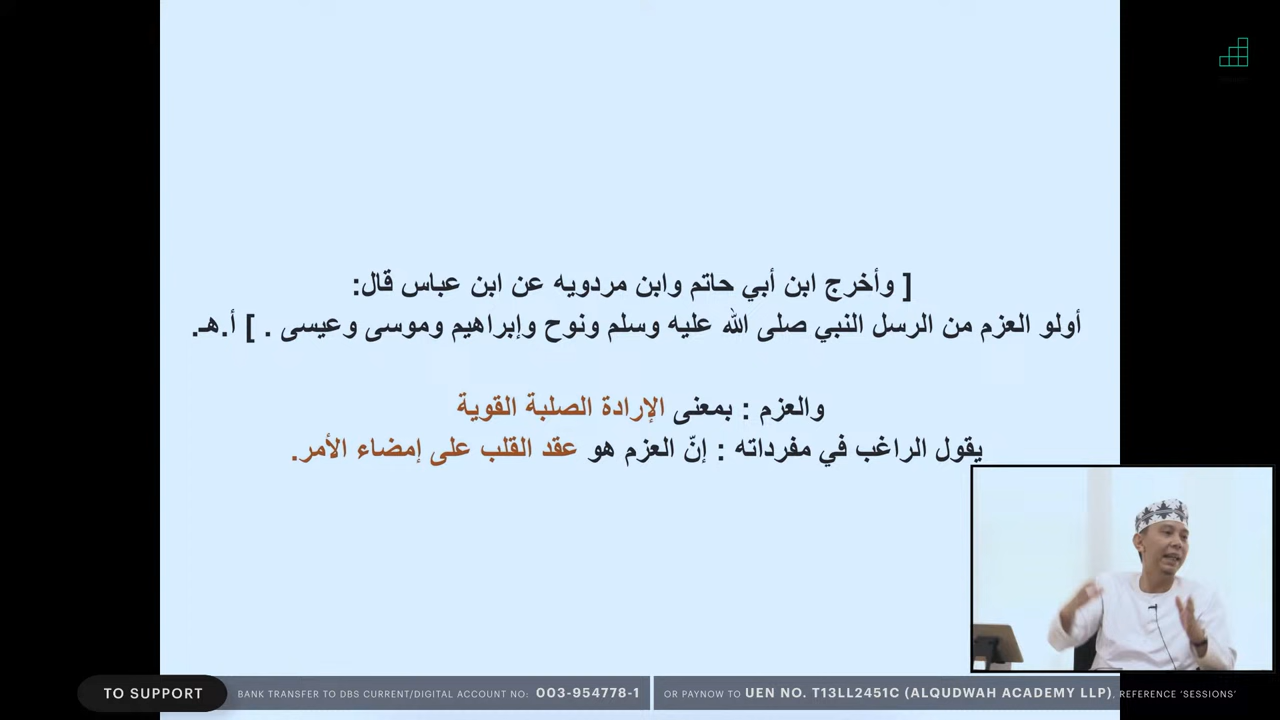 [ وأخرج ابن أبي حاتم وابن مردويه عن ابن عباس قال:
أولو العزم من الرسل النبي صلى الله عليه وسلم ونوح وإبراهيم وموسى وعيسى . ] أ.هـ.
والعزم : بمعنى الإرادة الصلبة القوية
يقول الراغب في مفرداته : إنّ العزم هو عقد القلب على إمضاء الأمر.
TO SUPPORT
BANK TRANSFER TO DBS CURRENT/DIGITAL ACCOUNT NO: 003-954778-1
OR PAYNOW TO UEN NO. T13LL2451C (ALQUDWAH ACADEMY LLP), REFERENCE 'SESSIONS'